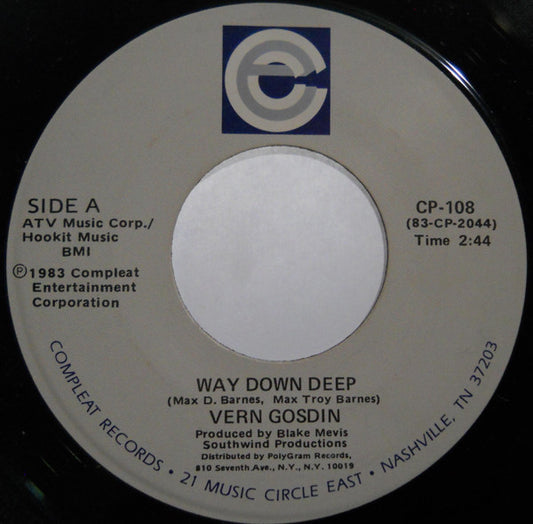 SIDE A
ATV Music Corp./
Hookit Music
BMI
℗1983 Compleat
Entertainment
Corporation
CP-108
(83-CP-2044)
Time 2:44
WAY DOWN DEEP
(Max D. Barnes, Max Troy Barnes)
VERN GOSDIN
Produced by Blake Mevis
Southwind Productions
Distributed by PolyGram Records,
810 Seventh Ave., N.Y., N.Y. 10019
COMPLEAT RECORDS • 21 MUSIC CIRCLE EAST • NASHVILLE, TN 37203